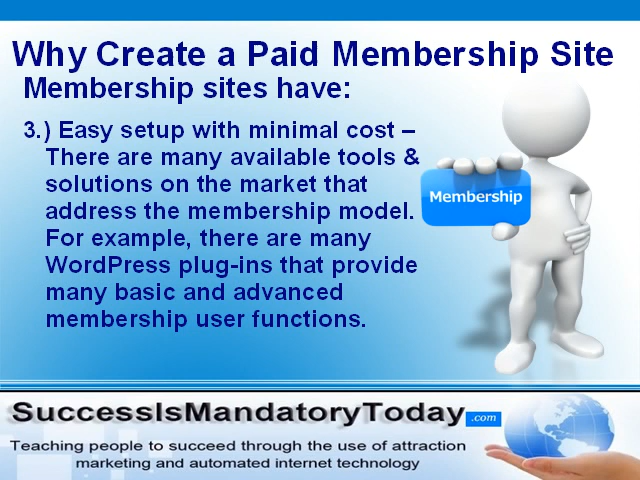 Why Create a Paid Membership Site
Membership sites have:
3.) Easy setup with minimal cost –
There are many available tools &
solutions on the market that
address the membership model.
For example, there are many
WordPress plug-ins that provide
many basic and advanced
membership user functions.
Membership
SuccessIsMandatoryToday.com
Teaching people to succeed through the use of attraction
marketing and automated internet technology